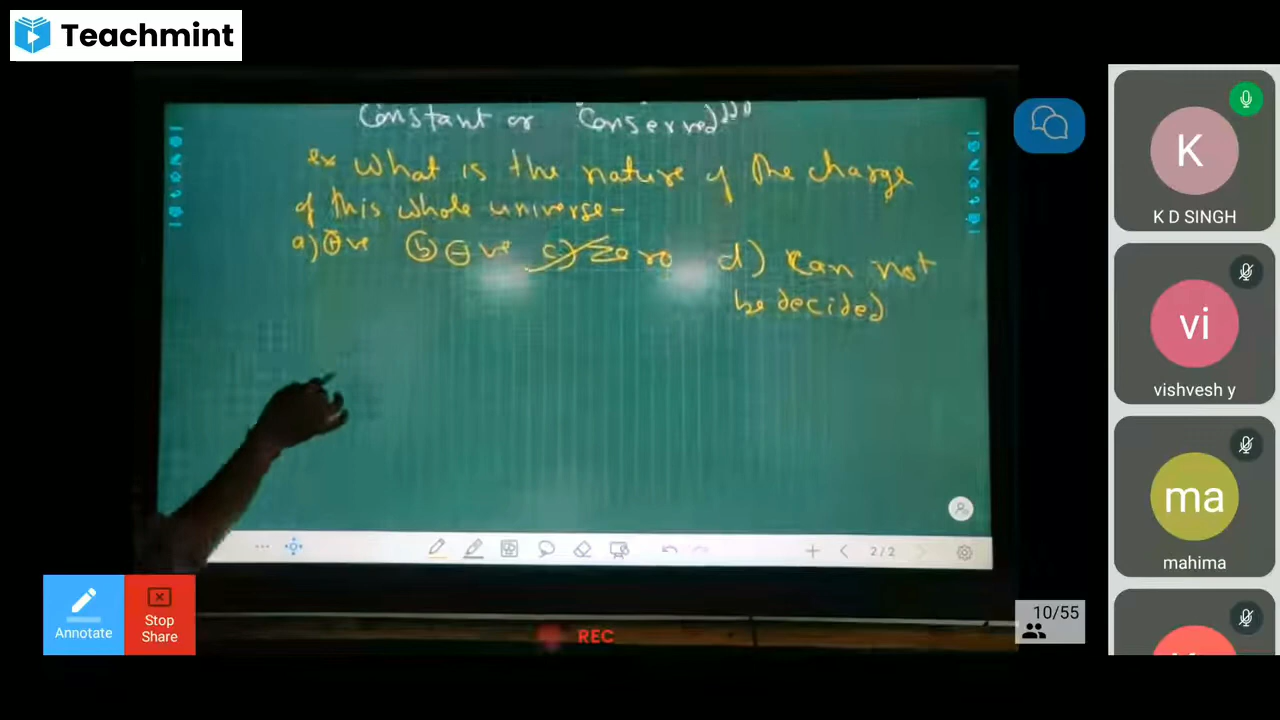 Teachmint
Constant or "Conserved"
ex What is the nature of the charge
of this whole universe-
a) +ve (b) -ve c) Zero d) Can not
be decided
2/2
Annotate
Stop
Share
REC
10/55
K
K D SINGH
vi
vishvesh y
ma
mahima